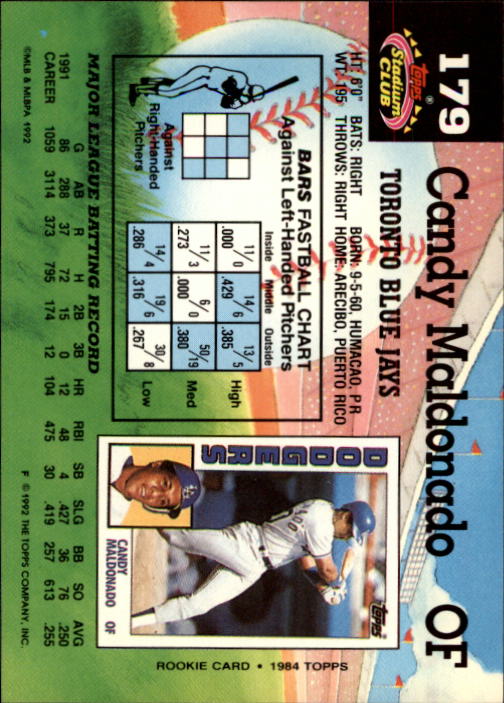 179
Topps®
Stadium
CLUB
Candy Maldonado OF
TORONTO BLUE JAYS
HT: 6'0" BATS: RIGHT BORN: 9-5-60, HUMACAO, PR
WT: 195 THROWS: RIGHT HOME: ARECIBO, PUERTO RICO
BARS FASTBALL CHART
Against Left-Handed Pitchers
Inside Middle Outside
11/0 14/6 13/5
.000 .429 .385
High
11/3 6/0 50/19
.273 .000 .380
Med
14/4 19/6 30/8
.286 .316 .267
Low
Against
Right-Handed
Pitchers
DODGERS
LA
Topps
CANDY
MALDONADO OF
ROOKIE CARD • 1984 TOPPS
MAJOR LEAGUE BATTING RECORD
G AB R H 2B 3B HR RBI SB SLG BB SO AVG
1991 86 288 37 72 15 0 12 48 4 .427 36 76 .250
CAREER 1059 3114 373 795 174 12 104 475 30 .419 257 613 .255
©MLB & MLBPA 1992
F © 1992 THE TOPPS COMPANY, INC.